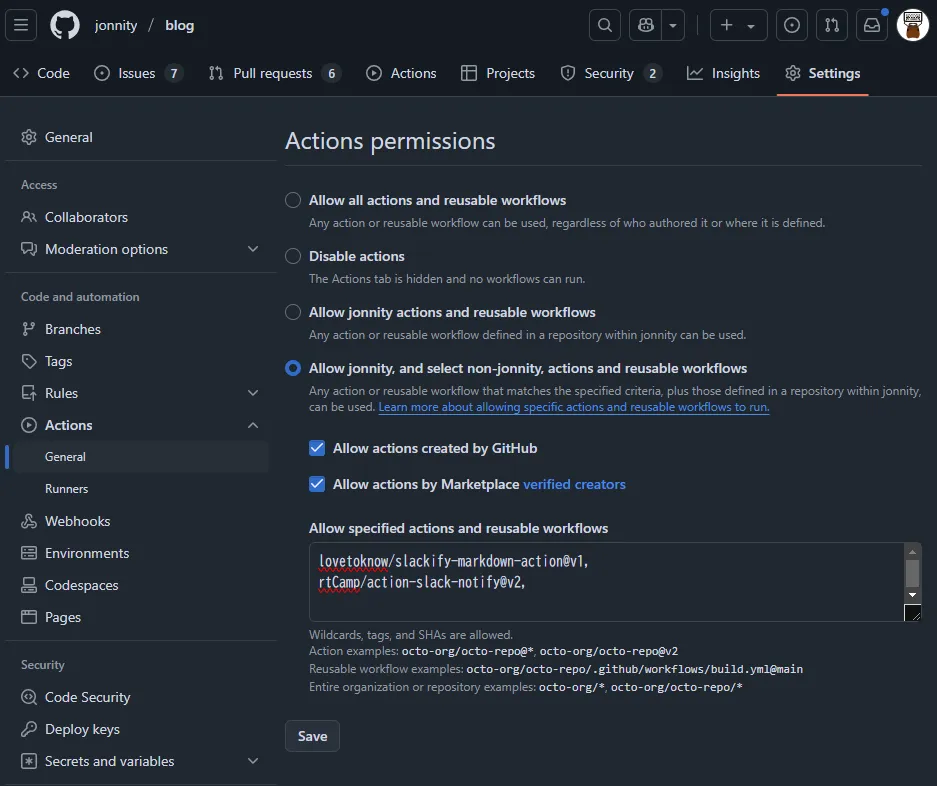 jonnity / blog
Code
Issues 7
Pull requests 6
Actions
Projects
Security 2
Insights
Settings
General
Access
Collaborators
Moderation options
Code and automation
Branches
Tags
Rules
Actions
General
Runners
Webhooks
Environments
Codespaces
Pages
Security
Code Security
Deploy keys
Secrets and variables
Actions permissions
Allow all actions and reusable workflows
Any action or reusable workflow can be used, regardless of who authored it or where it is defined.
Disable actions
The Actions tab is hidden and no workflows can run.
Allow jonnity actions and reusable workflows
Any action or reusable workflow defined in a repository within jonnity can be used.
Allow jonnity, and select non-jonnity, actions and reusable workflows
Any action or reusable workflow that matches the specified criteria, plus those defined in a repository within jonnity,
can be used. Learn more about allowing specific actions and reusable workflows to run.
Allow actions created by GitHub
Allow actions by Marketplace verified creators
Allow specified actions and reusable workflows
lovetoknow/slackify-markdown-action@v1,
rtCamp/action-slack-notify@v2,
Wildcards, tags, and SHAs are allowed.
Action examples: octo-org/octo-repo@*, octo-org/octo-repo@v2
Reusable workflow examples: octo-org/octo-repo/.github/workflows/build.yml@main
Entire organization or repository examples: octo-org/*, octo-org/octo-repo/*
Save